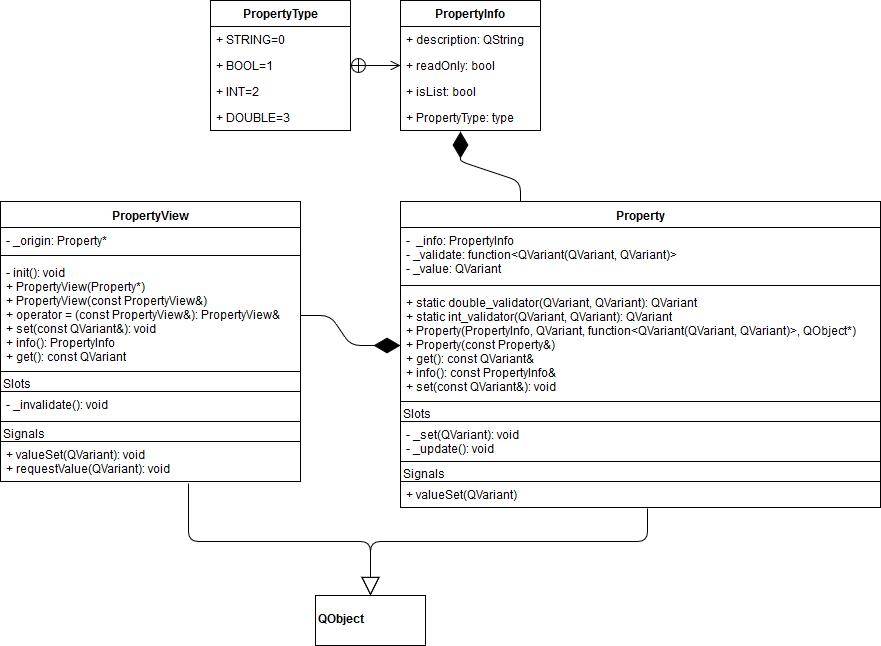 PropertyType
+ STRING=0
+ BOOL=1
+ INT=2
+ DOUBLE=3
PropertyInfo
+ description: QString
+ readOnly: bool
+ isList: bool
+ PropertyType: type
PropertyView
- _origin: Property*
- init(): void
+ PropertyView(Property*)
+ PropertyView(const PropertyView&)
+ operator = (const PropertyView&): PropertyView&
+ set(const QVariant&): void
+ info(): PropertyInfo
+ get(): const QVariant
Slots
- _invalidate(): void
Signals
+ valueSet(QVariant): void
+ requestValue(QVariant): void
Property
- _info: PropertyInfo
- _validate: function<QVariant(QVariant, QVariant)>
- _value: QVariant
+ static double_validator(QVariant, QVariant): QVariant
+ static int_validator(QVariant, QVariant): QVariant
+ Property(PropertyInfo, QVariant, function<QVariant(QVariant, QVariant)>, QObject*)
+ Property(const Property&)
+ get(): const QVariant&
+ info(): const PropertyInfo&
+ set(const QVariant&): void
Slots
- _set(QVariant): void
- _update(): void
Signals
+ valueSet(QVariant)
QObject